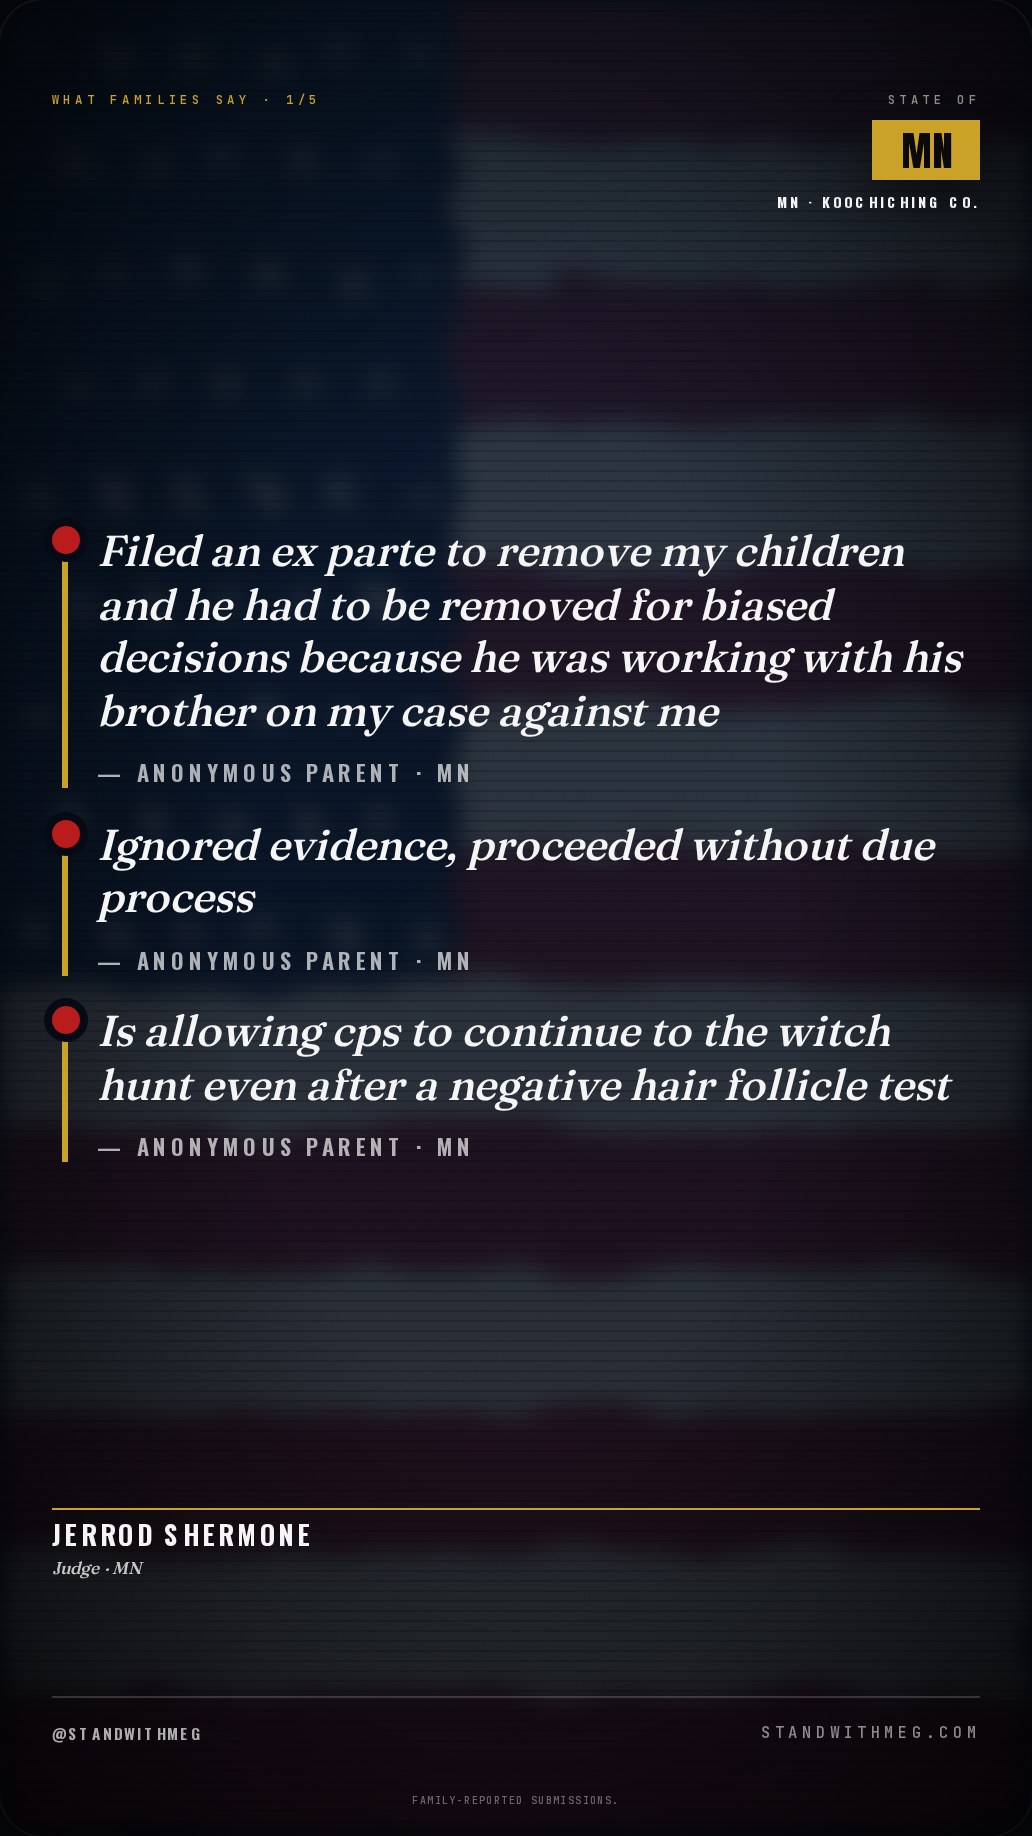 WHAT FAMILIES SAY · 1/5
STATE OF
MN
MN · KOOCHICHING CO.
Filed an ex parte to remove my children
and he had to be removed for biased
decisions because he was working with his
brother on my case against me
— ANONYMOUS PARENT · MN
Ignored evidence, proceeded without due
process
— ANONYMOUS PARENT · MN
Is allowing cps to continue to the witch
hunt even after a negative hair follicle test
— ANONYMOUS PARENT · MN
JERROD SHERMONE
Judge · MN
@STANDWITHMEG
STANDWITHMEG.COM
FAMILY-REPORTED SUBMISSIONS.